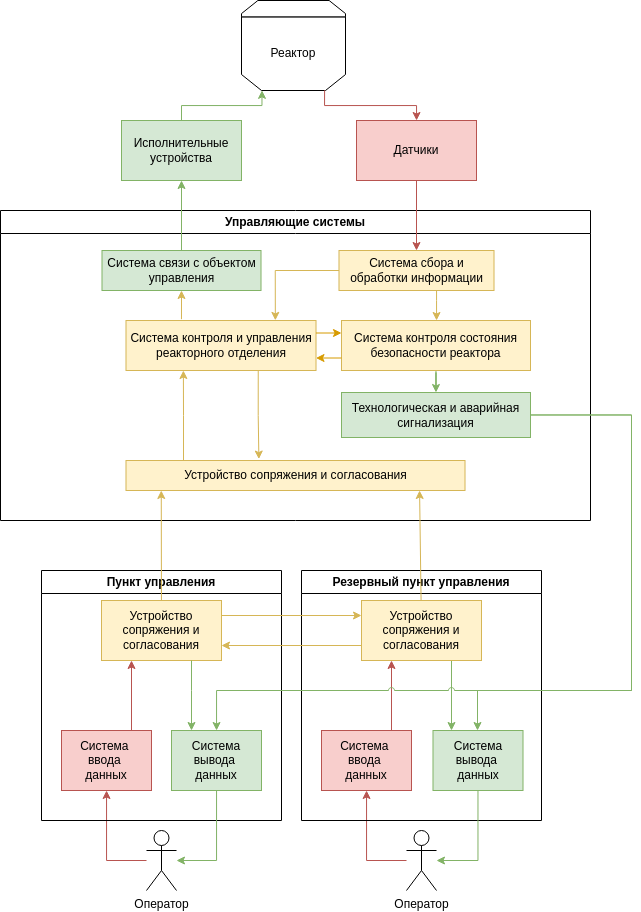 Реактор
Исполнительные
устройства
Датчики
Управляющие системы
Система связи с объектом
управления
Система сбора и
обработки информации
Система контроля и управления
реакторного отделения
Система контроля состояния
безопасности реактора
Технологическая и аварийная
сигнализация
Устройство сопряжения и согласования
Пункт управления
Резервный пункт управления
Устройство
сопряжения и
согласования
Устройство
сопряжения и
согласования
Система
ввода
данных
Система
вывода
данных
Система
ввода
данных
Система
вывода
данных
Оператор
Оператор